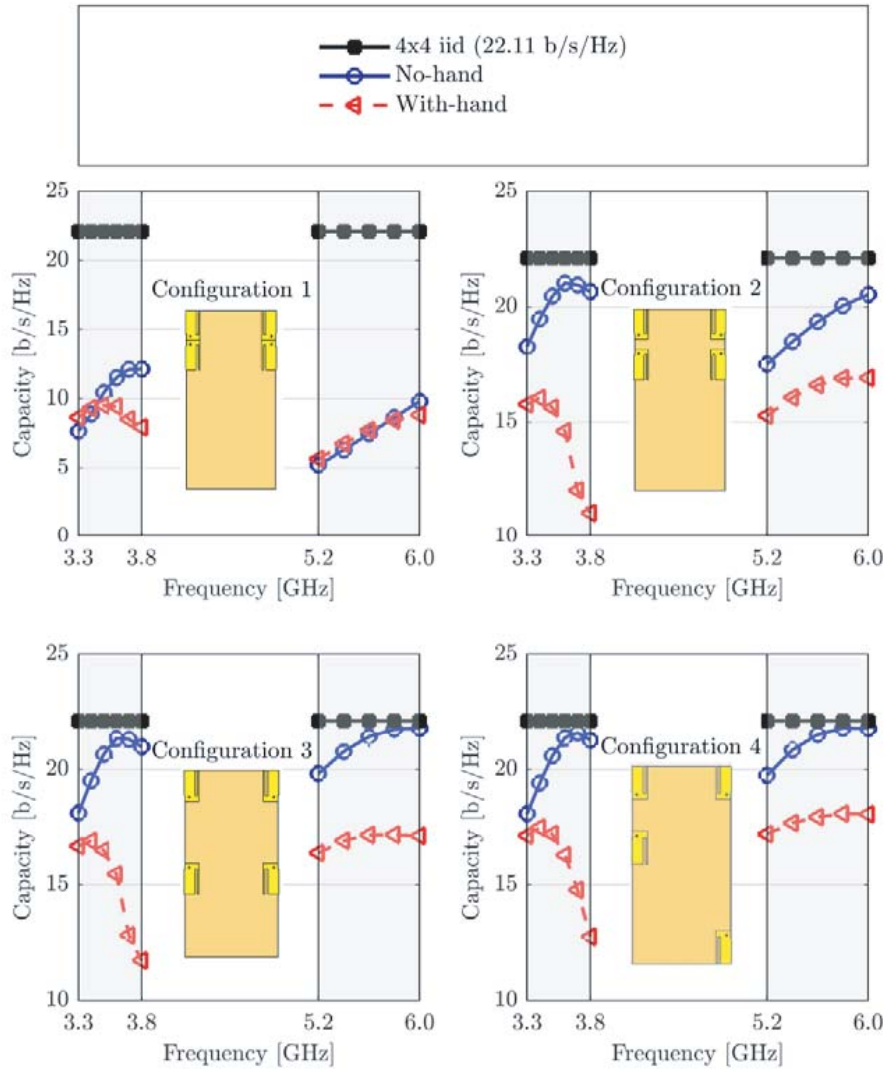 4x4 iid (22.11 b/s/Hz)
No-hand
With-hand
25
20
15
10
5
0
Capacity [b/s/Hz]
Configuration 1
3.3
3.8
5.2
6.0
Frequency [GHz]
25
20
15
10
Capacity [b/s/Hz]
Configuration 2
3.3
3.8
5.2
6.0
Frequency [GHz]
25
20
15
10
Capacity [b/s/Hz]
Configuration 3
3.3
3.8
5.2
6.0
Frequency [GHz]
25
20
15
10
Capacity [b/s/Hz]
Configuration 4
3.3
3.8
5.2
6.0
Frequency [GHz]